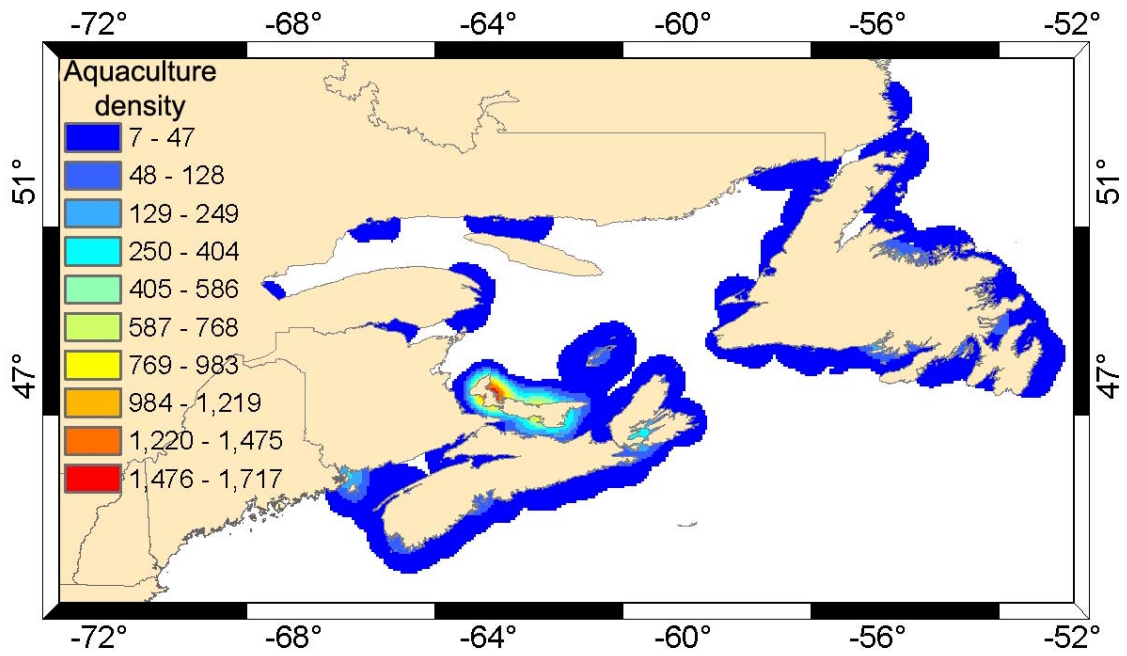 -72° -68° -64° -60° -56° -52°
Aquaculture
density
7 - 47
48 - 128
129 - 249
250 - 404
405 - 586
587 - 768
769 - 983
984 - 1,219
1,220 - 1,475
1,476 - 1,717
51° 51°
47° 47°
-72° -68° -64° -60° -56° -52°